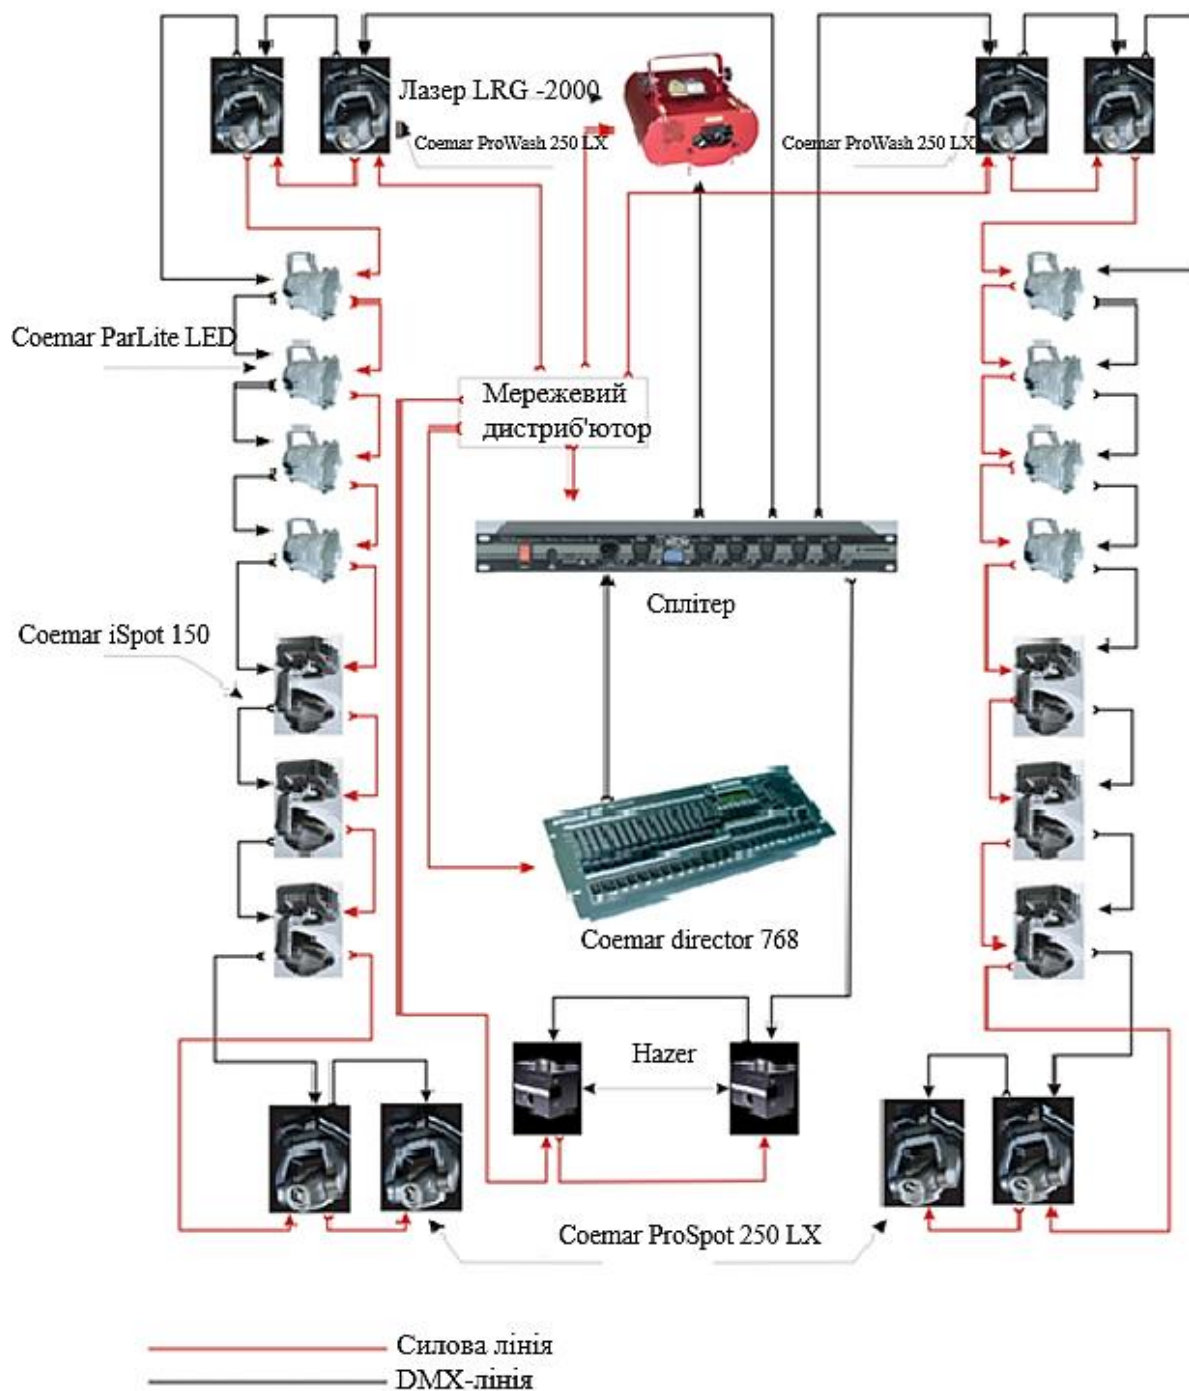 Лазер LRG -2000
Coemar ProWash 250 LX
Coemar ProWash 250 LX
Coemar ParLite LED
Мережевий
дистриб'ютор
Сплітер
Coemar iSpot 150
Coemar director 768
Hazer
Coemar ProSpot 250 LX
Силова лінія
DMX-лінія